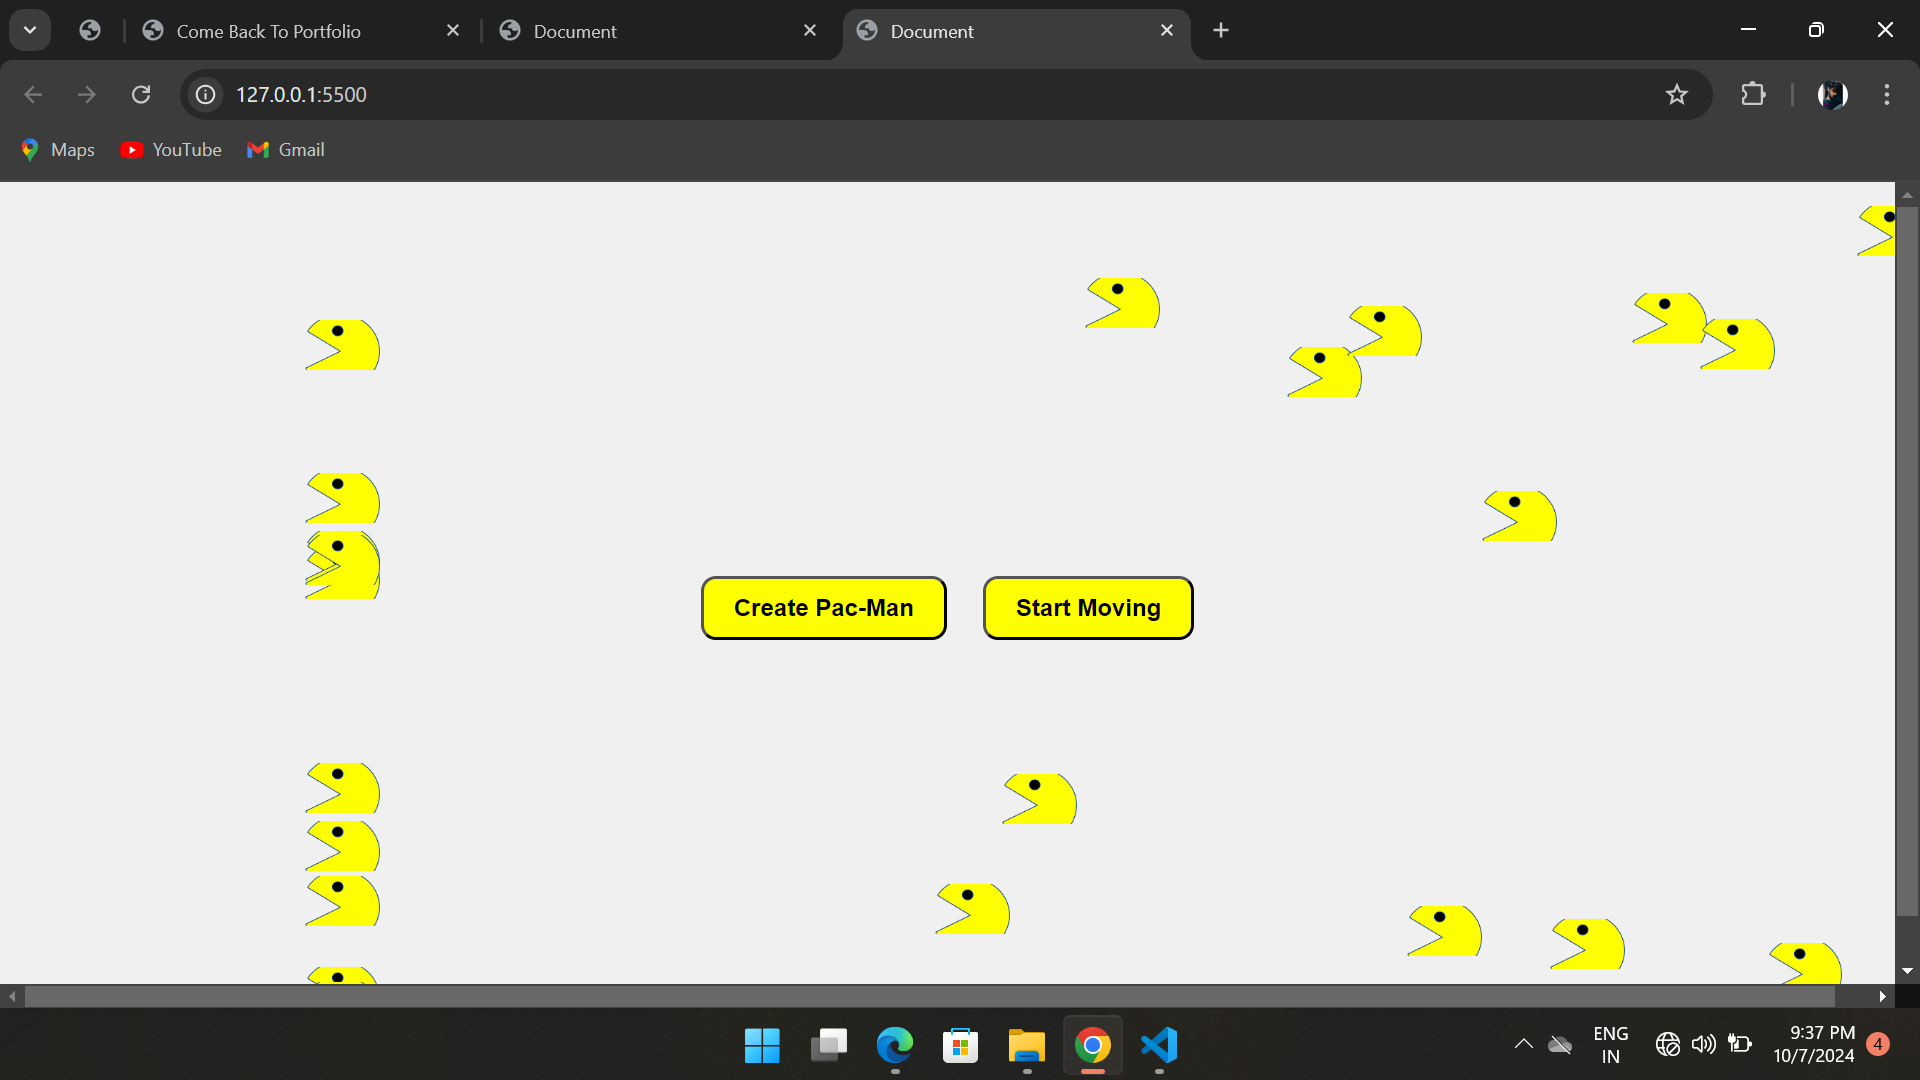 Come Back To Portfolio
Document
Document
127.0.0.1:5500
Maps
YouTube
Gmail
Create Pac-Man
Start Moving
ENG
IN
9:37 PM
10/7/2024
4